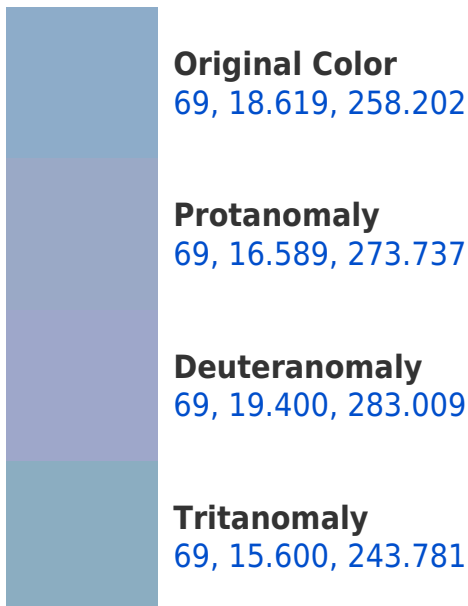 Original Color
69, 18.619, 258.202
Protanomaly
69, 16.589, 273.737
Deuteranomaly
69, 19.400, 283.009
Tritanomaly
69, 15.600, 243.781